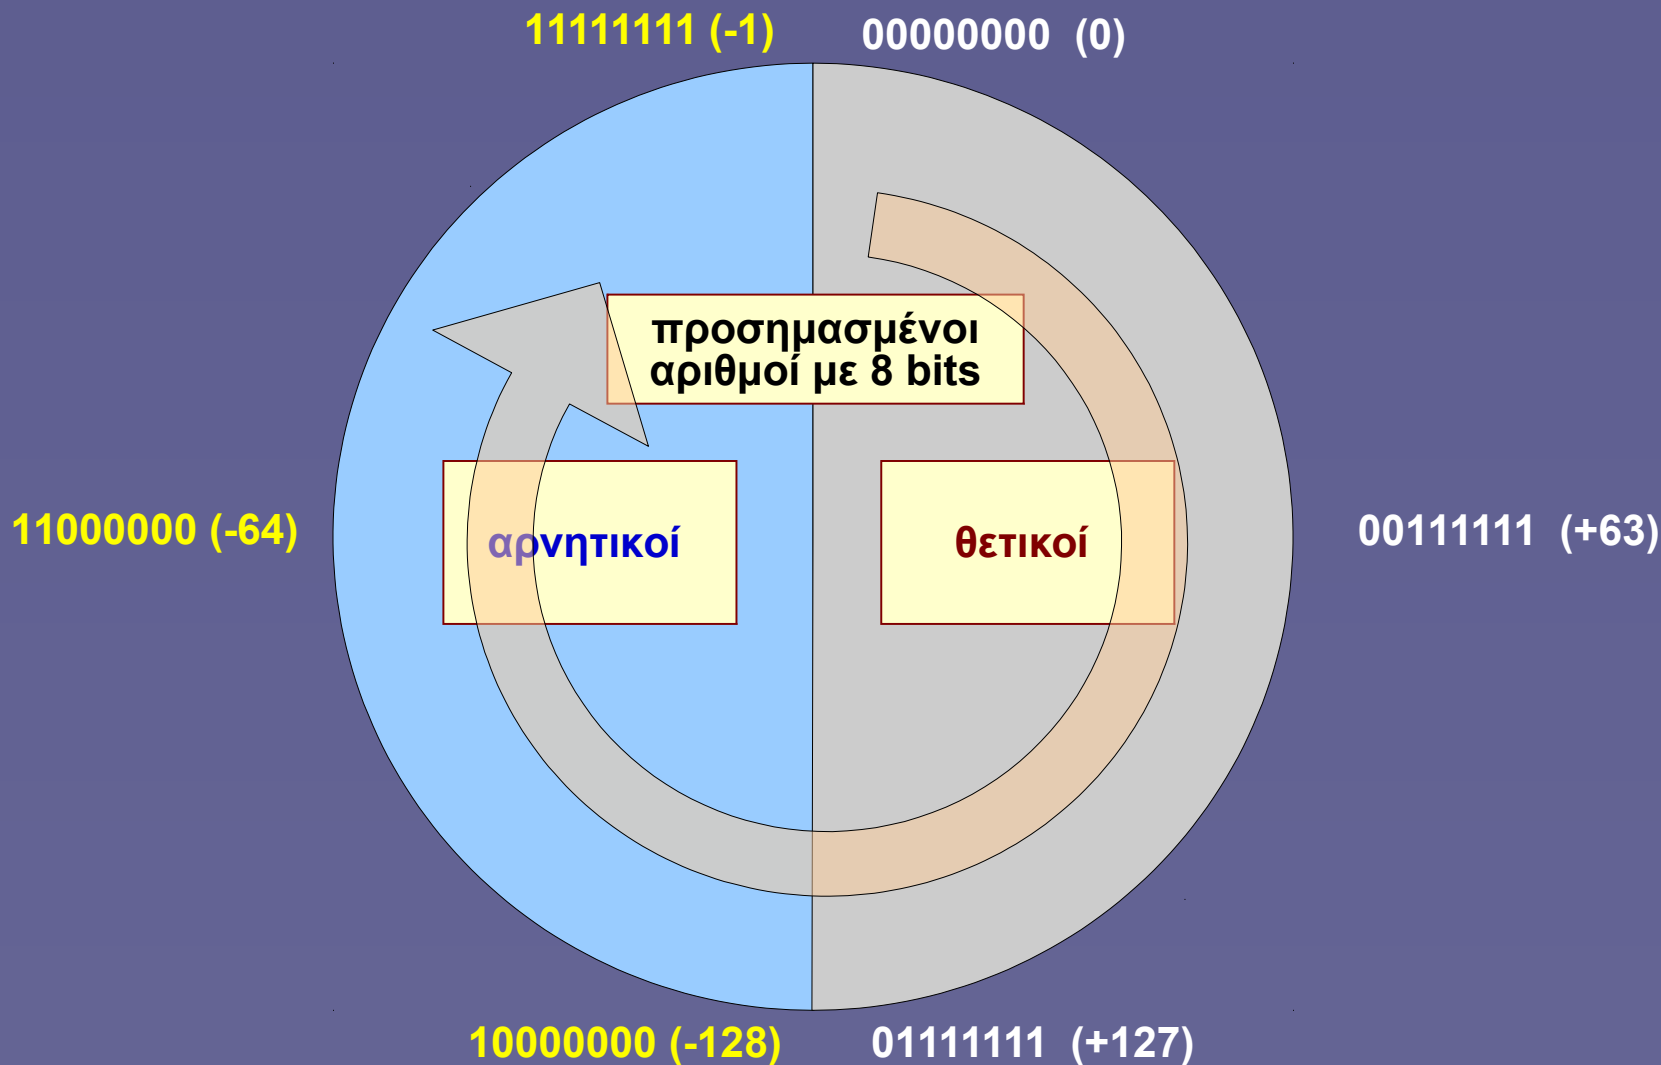 11111111 (-1)
00000000 (0)
προσημασμένοι
αριθμοί με 8 bits
11000000 (-64)
αρνητικοί
θετικοί
00111111 (+63)
10000000 (-128)
01111111 (+127)